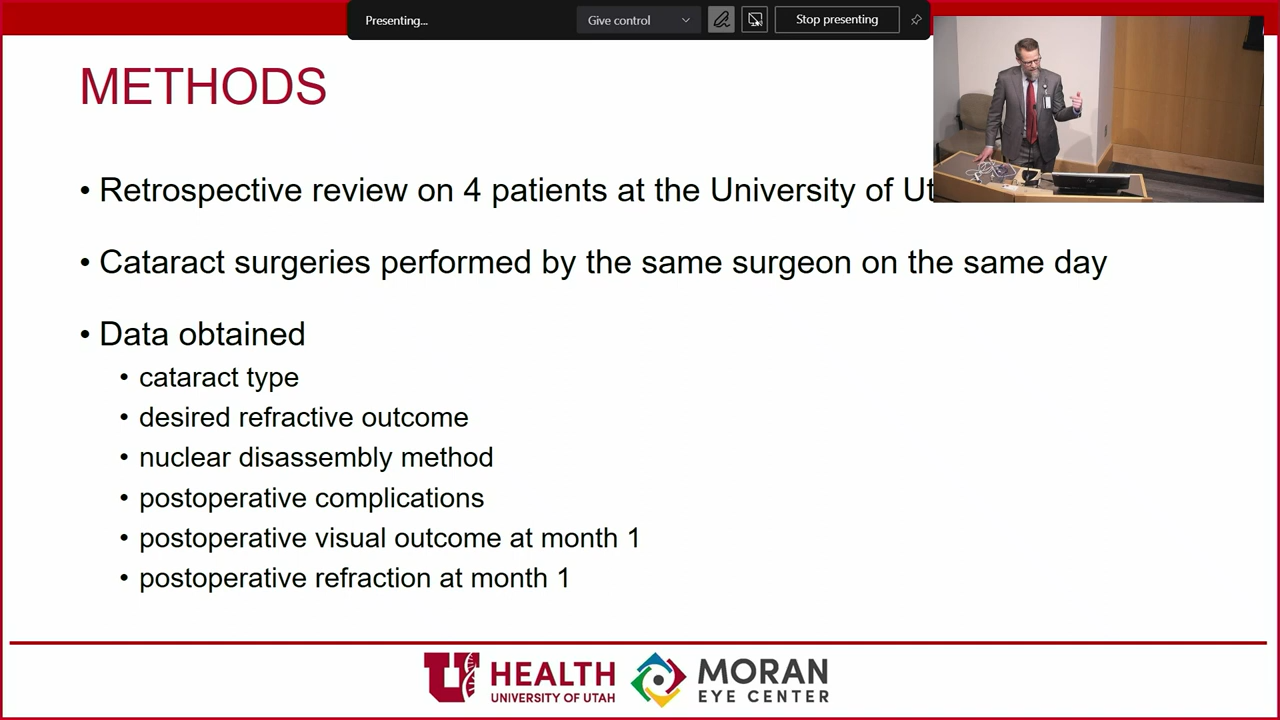 Presenting...
Give control
Stop presenting
METHODS
• Retrospective review on 4 patients at the University of
• Cataract surgeries performed by the same surgeon on the same day
• Data obtained
• cataract type
• desired refractive outcome
• nuclear disassembly method
• postoperative complications
• postoperative visual outcome at month 1
• postoperative refraction at month 1
U HEALTH
UNIVERSITY OF UTAH
MORAN
EYE CENTER